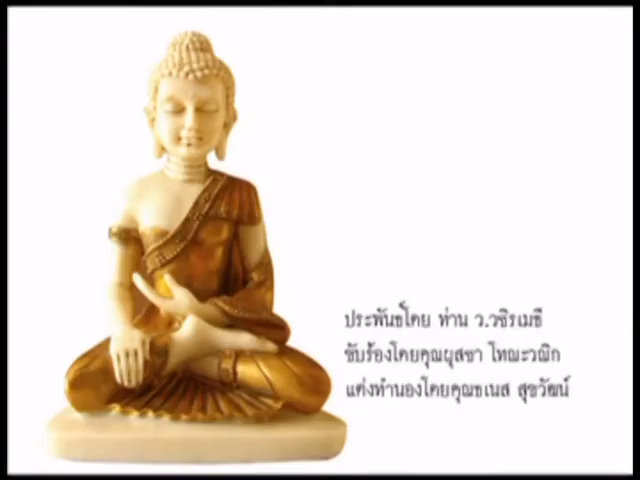 ประพันธ์โดย ท่าน ว.วชิรเมธี
ขับร้องโดยคุณผุสชา โทณะวณิก
แต่งทำนองโดยคุณธเนส สุขวัฒน์